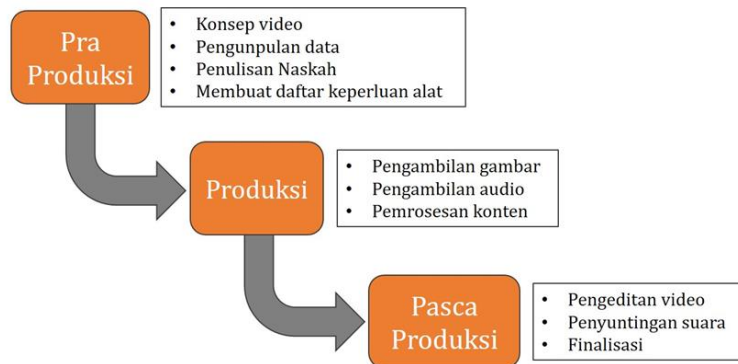 Pra
Produksi
• Konsep video
• Pengunpulan data
• Penulisan Naskah
• Membuat daftar keperluan alat
Produksi
• Pengambilan gambar
• Pengambilan audio
• Pemrosesan konten
Pasca
Produksi
• Pengeditan video
• Penyuntingan suara
• Finalisasi